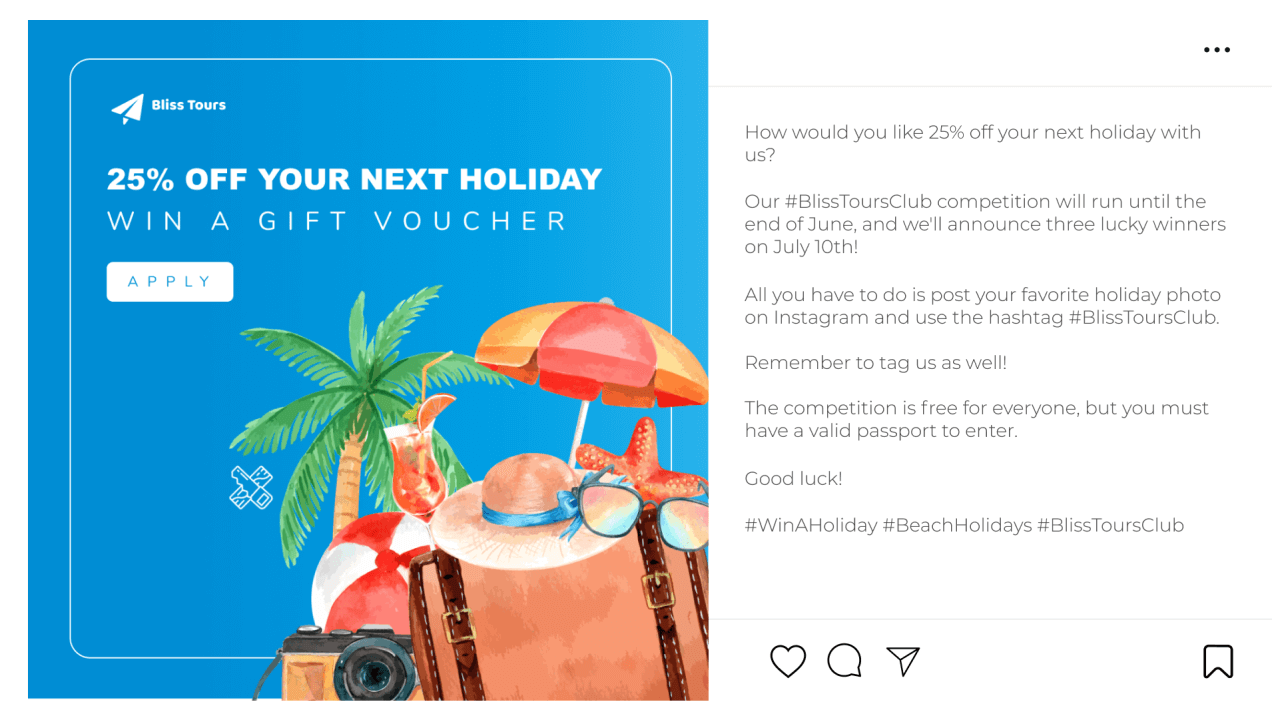 Bliss Tours
25% OFF YOUR NEXT HOLIDAY
WIN A GIFT VOUCHER
APPLY
How would you like 25% off your next holiday with
us?
Our #BlissToursClub competition will run until the
end of June, and we'll announce three lucky winners
on July 10th!
All you have to do is post your favorite holiday photo
on Instagram and use the hashtag #BlissToursClub.
Remember to tag us as well!
The competition is free for everyone, but you must
have a valid passport to enter.
Good luck!
#WinAHoliday #BeachHolidays #BlissToursClub